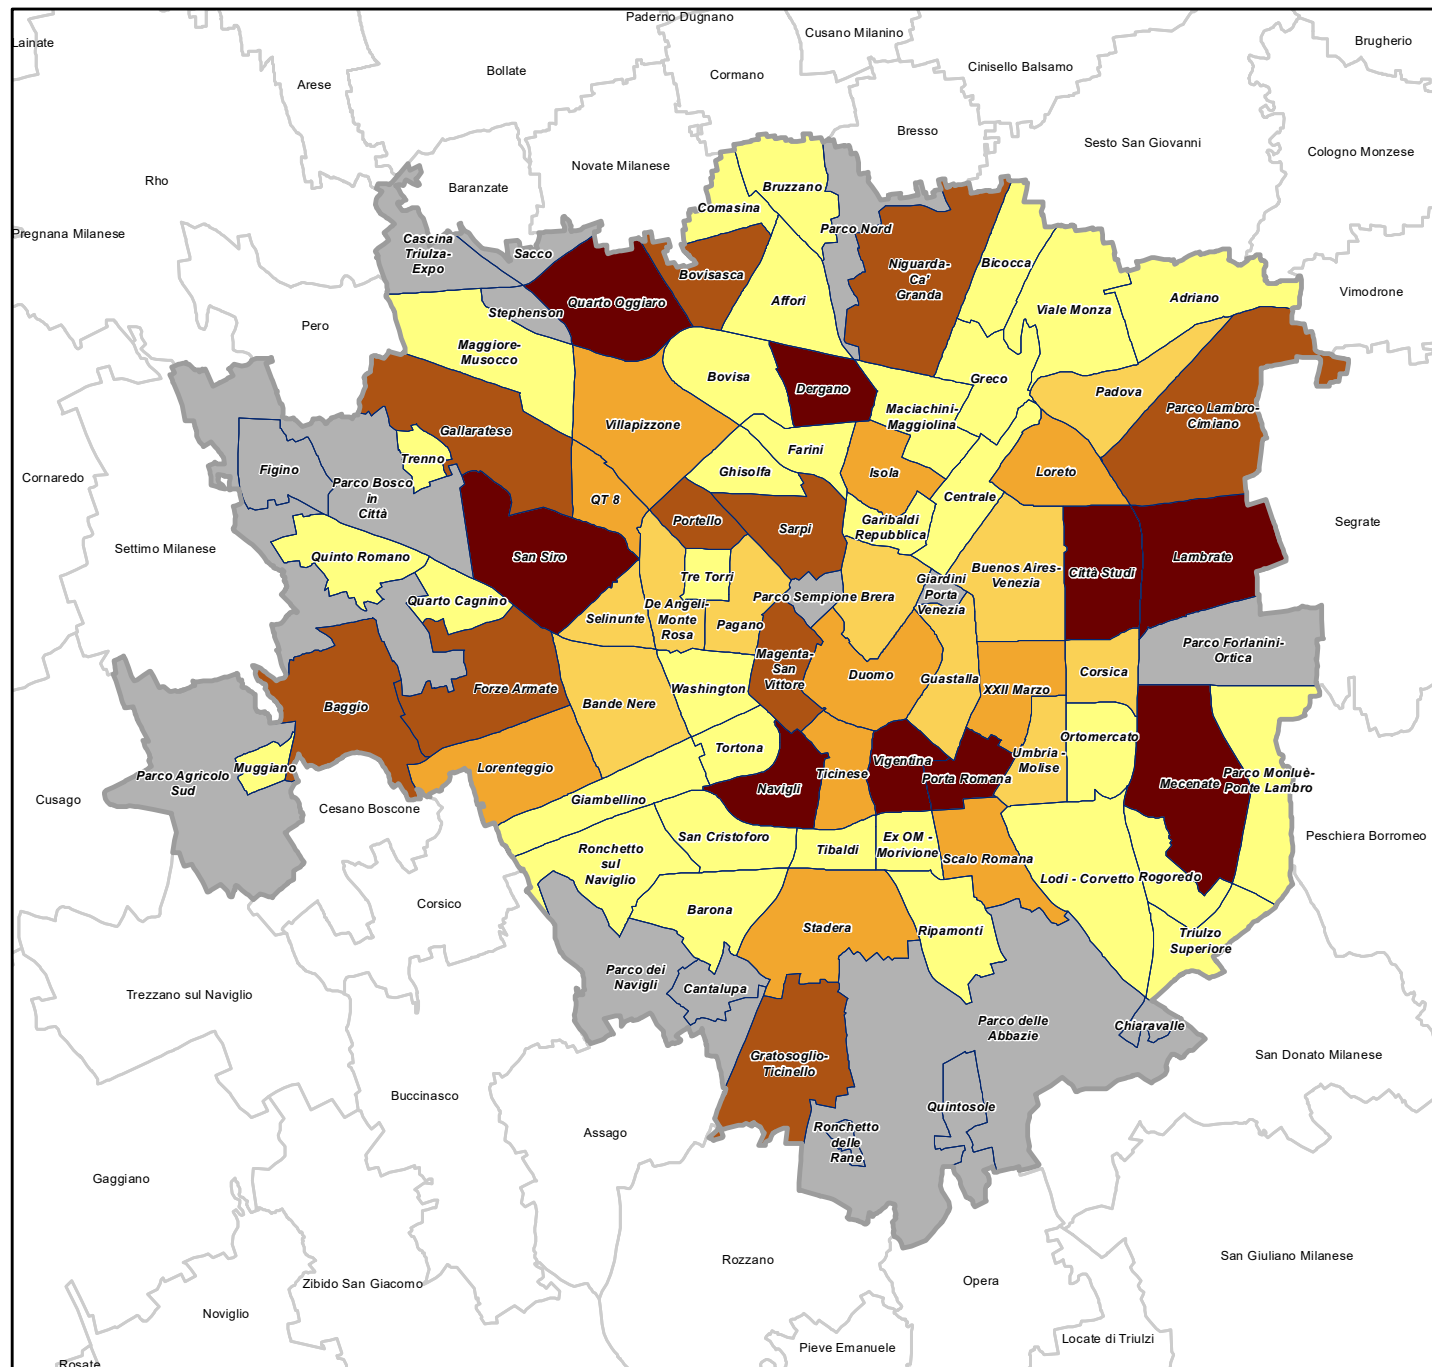 Paderno Dugnano
Lainate
Cusano Milanino
Brugherio
Bollate
Cormano
Cinisello Balsamo
Arese
Bresso
Sesto San Giovanni
Cologno Monzese
Novate Milanese
Rho
Baranzate
Bruzzano
Comasina
Pregnana Milanese
Parco Nord
Cascina
Triulza-
Expo
Sacco
Bovisasca
Niguarda-
Ca'
Granda
Bicocca
Vimodrone
Quarto Oggiaro
Affori
Adriano
Stephenson
Viale Monza
Pero
Maggiore-
Musocco
Bovisa
Dergano
Greco
Padova
Maciachini-
Maggiolina
Parco Lambro-
Cimiano
Villapizzone
Gallaratese
Farini
Trenno
Figino
Ghisolfa
Isola
Loreto
Cornaredo
Parco Bosco
in
Città
QT 8
Centrale
Portello
Sarpi
Garibaldi
Repubblica
Segrate
Settimo Milanese
Quinto Romano
San Siro
Lambrate
Tre Torri
Buenos Aires-
Venezia
Città Studi
Giardini
Porta
Venezia
Parco Sempione
Brera
Quarto Cagnino
De Angeli-
Monte
Rosa
Selinunte
Pagano
Parco Forlanini-
Ortica
Magenta-
San
Vittore
Duomo
Guastalla
XXII Marzo
Corsica
Forze Armate
Washington
Baggio
Bande Nere
Ortomercato
Tortona
Umbria -
Molise
Vigentina
Muggiano
Lorenteggio
Ticinese
Porta Romana
Parco Agricolo
Sud
Navigli
Mecenate
Parco Monluè-
Ponte Lambro
Cusago
Cesano Boscone
Giambellino
San Cristoforo
Ex OM -
Morivione
Peschiera Borromeo
Tibaldi
Ronchetto
sul
Naviglio
Scalo Romana
Lodi - Corvetto
Rogoredo
Corsico
Barona
Stadera
Ripamonti
Triulzo
Superiore
Parco dei
Navigli
Cantalupa
Trezzano sul Naviglio
Parco delle
Abbazie
Chiaravalle
San Donato Milanese
Gratosoglio-
Ticinello
Buccinasco
Quintosole
Assago
Ronchetto
delle
Rane
Gaggiano
Rozzano
San Giuliano Milanese
Zibido San Giacomo
Opera
Noviglio
Locate di Triulzi
Pieve Emanuele
Rosate